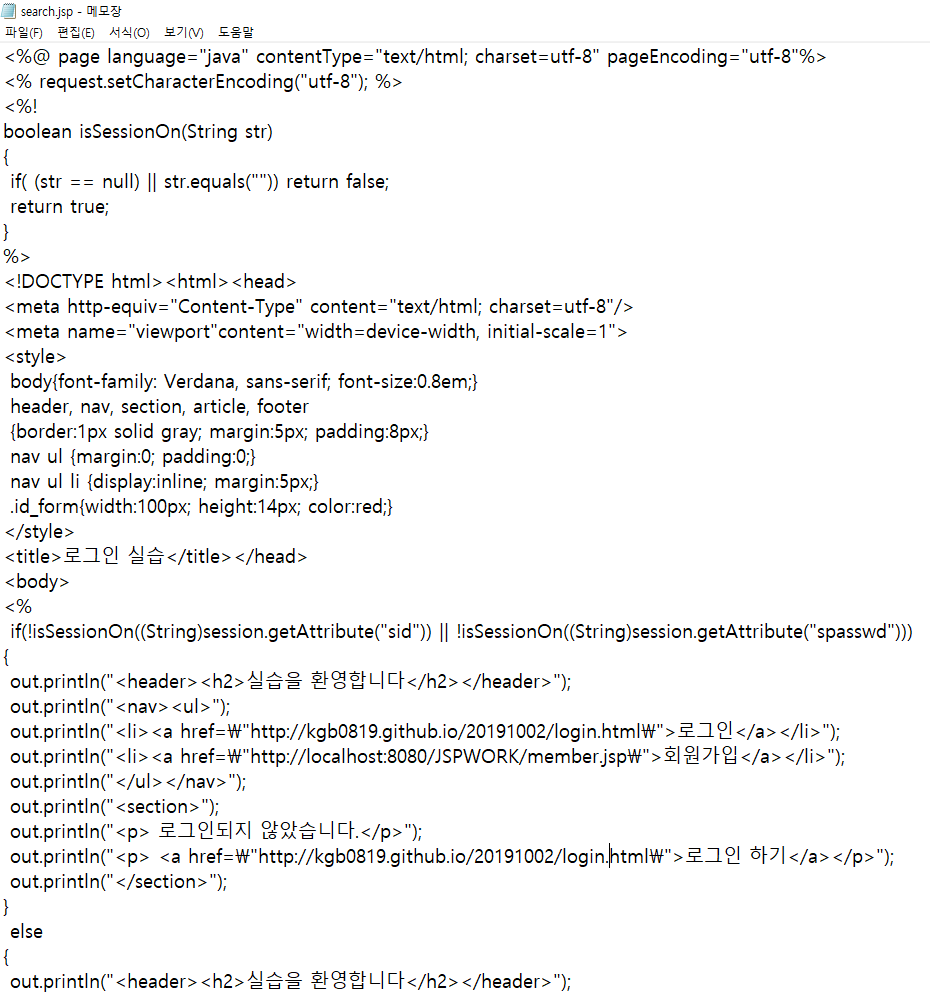 search.jsp - 메모장
파일(F) 편집(E) 서식(O) 보기(V) 도움말
<%@ page language="java" contentType="text/html; charset=utf-8" pageEncoding="utf-8"%>
<% request.setCharacterEncoding("utf-8"); %>
<%!
boolean isSessionOn(String str)
{
 if( (str == null) || str.equals("")) return false;
 return true;
}
%>
<!DOCTYPE html><html><head>
<meta http-equiv="Content-Type" content="text/html; charset=utf-8"/>
<meta name="viewport"content="width=device-width, initial-scale=1">
<style>
 body{font-family: Verdana, sans-serif; font-size:0.8em;}
 header, nav, section, article, footer
 {border:1px solid gray; margin:5px; padding:8px;}
 nav ul {margin:0; padding:0;}
 nav ul li {display:inline; margin:5px;}
 .id_form{width:100px; height:14px; color:red;}
</style>
<title>로그인 실습</title></head>
<body>
<%
 if(!isSessionOn((String)session.getAttribute("sid")) || !isSessionOn((String)session.getAttribute("spasswd")))
{
 out.println("<header><h2>실습을 환영합니다</h2></header>");
 out.println("<nav><ul>");
 out.println("<li><a href=₩"http://kgb0819.github.io/20191002/login.html₩">로그인</a></li>");
 out.println("<li><a href=₩"http://localhost:8080/JSPWORK/member.jsp₩">회원가입</a></li>");
 out.println("</ul></nav>");
 out.println("<section>");
 out.println("<p> 로그인되지 않았습니다.</p>");
 out.println("<p> <a href=₩"http://kgb0819.github.io/20191002/login.html₩">로그인 하기</a></p>");
 out.println("</section>");
}
 else
{
 out.println("<header><h2>실습을 환영합니다</h2></header>");